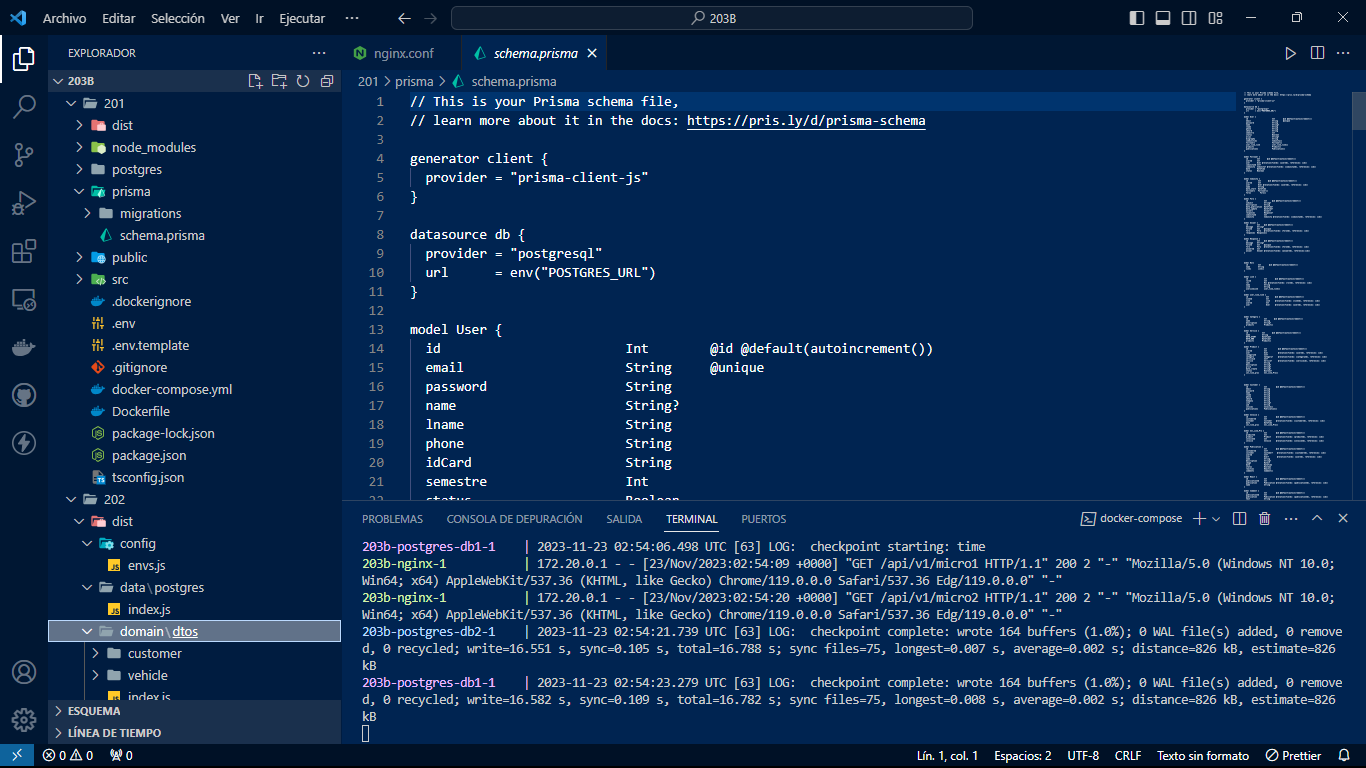 Archivo Editar Selección Ver Ir Ejecutar ··· 203B
EXPLORADOR ···
203B
201
dist
node_modules
postgres
prisma
migrations
schema.prisma
public
src
.dockerignore
.env
.env.template
.gitignore
docker-compose.yml
Dockerfile
package-lock.json
package.json
tsconfig.json
202
dist
config
envs.js
data\postgres
index.js
domain\dtos
customer
vehicle
index.js
ESQUEMA
LÍNEA DE TIEMPO
nginx.conf schema.prisma
201 > prisma > schema.prisma
1 // This is your Prisma schema file,
2 // learn more about it in the docs: https://pris.ly/d/prisma-schema
3
4 generator client {
5 provider = "prisma-client-js"
6 }
7
8 datasource db {
9 provider = "postgresql"
10 url = env("POSTGRES_URL")
11 }
12
13 model User {
14 id Int @id @default(autoincrement())
15 email String @unique
16 password String
17 name String?
18 lname String
19 phone String
20 idCard String
21 semestre Int
22 status Boolean
PROBLEMAS CONSOLA DE DEPURACIÓN SALIDA TERMINAL PUERTOS docker-compose
203b-postgres-db1-1 | 2023-11-23 02:54:06.498 UTC [63] LOG: checkpoint starting: time
203b-nginx-1 | 172.20.0.1 - - [23/Nov/2023:02:54:09 +0000] "GET /api/v1/micro1 HTTP/1.1" 200 2 "-" "Mozilla/5.0 (Windows NT 10.0;
Win64; x64) AppleWebKit/537.36 (KHTML, like Gecko) Chrome/119.0.0.0 Safari/537.36 Edg/119.0.0.0" "-"
203b-nginx-1 | 172.20.0.1 - - [23/Nov/2023:02:54:20 +0000] "GET /api/v1/micro2 HTTP/1.1" 200 2 "-" "Mozilla/5.0 (Windows NT 10.0;
Win64; x64) AppleWebKit/537.36 (KHTML, like Gecko) Chrome/119.0.0.0 Safari/537.36 Edg/119.0.0.0" "-"
203b-postgres-db2-1 | 2023-11-23 02:54:21.739 UTC [63] LOG: checkpoint complete: wrote 164 buffers (1.0%); 0 WAL file(s) added, 0 remove
d, 0 recycled; write=16.551 s, sync=0.105 s, total=16.788 s; sync files=75, longest=0.007 s, average=0.002 s; distance=826 kB, estimate=826
kB
203b-postgres-db1-1 | 2023-11-23 02:54:23.279 UTC [63] LOG: checkpoint complete: wrote 164 buffers (1.0%); 0 WAL file(s) added, 0 remove
d, 0 recycled; write=16.582 s, sync=0.109 s, total=16.782 s; sync files=75, longest=0.008 s, average=0.002 s; distance=826 kB, estimate=826
kB
0 0 0 Lín. 1, col. 1 Espacios: 2 UTF-8 CRLF Texto sin formato Prettier